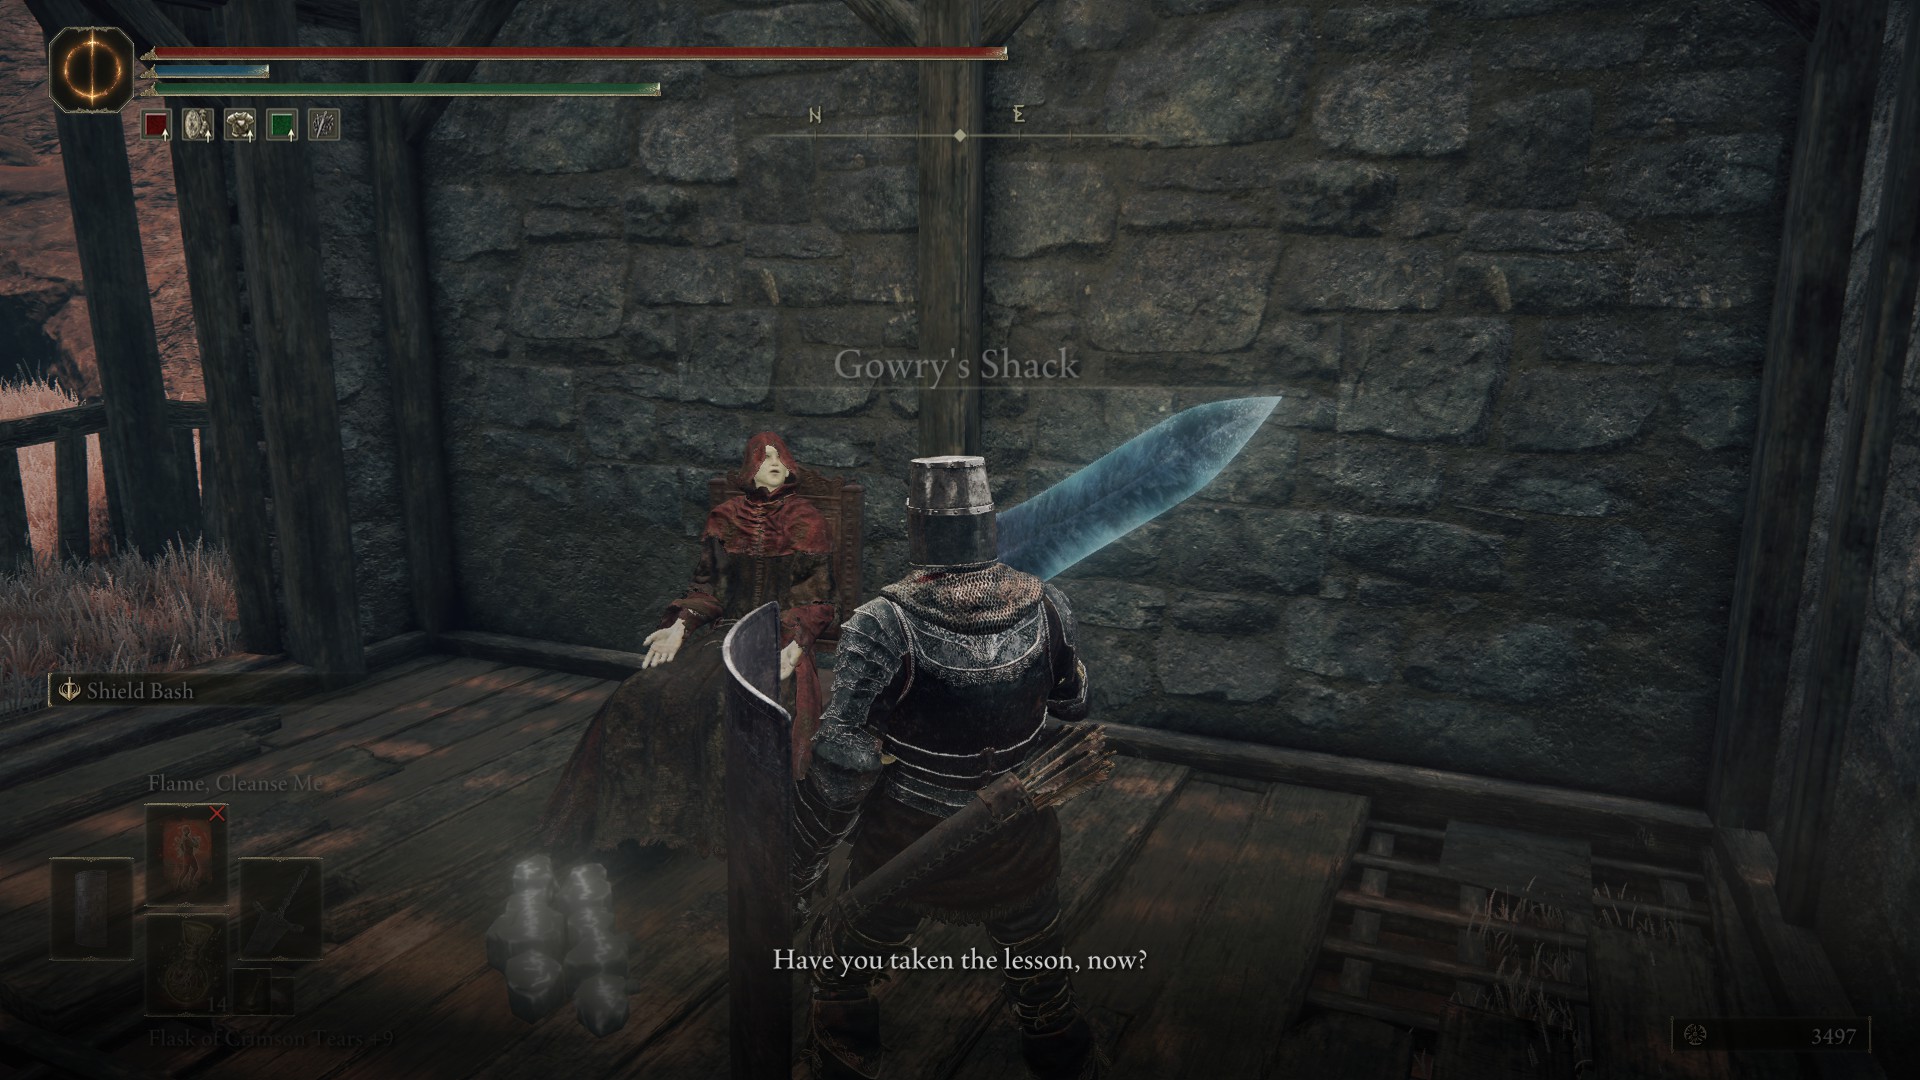 N
E
Gowry's Shack
Shield Bash
Flame, Cleanse Me
14
Flask of Crimson Tears +9
Have you taken the lesson, now?
3497